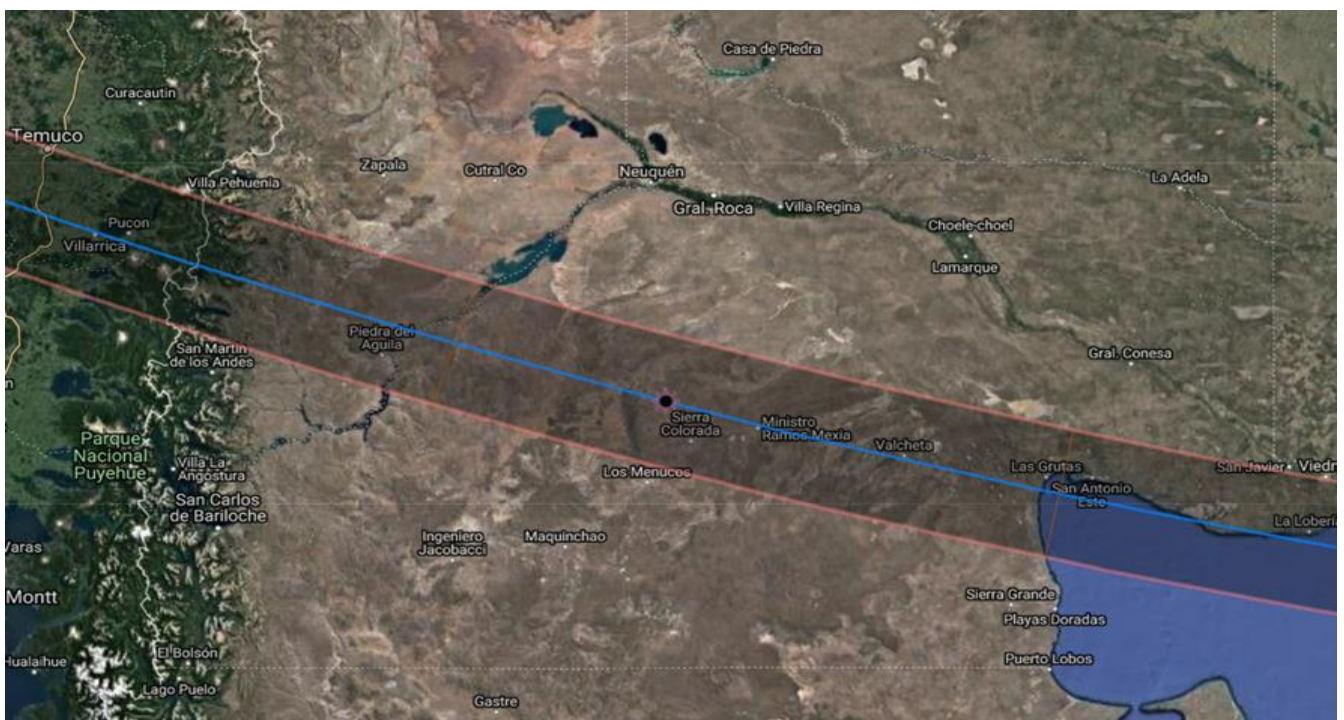 Casa de Piedra
Curacautin
Temuco
Zapala
Cutral Co
Neuquén
Villa Pehuenia
La Adela
Gral. Roca
Villa Regina
Pucon
Villarrica
Choele-choel
Lamarque
Piedra del
Aguila
San Martin
de los Andes
Gral. Conesa
Sierra
Colorada
Ministro
Ramos Mexia
Valcheta
Parque
Nacional
Puyehue
Villa La
Angostura
Los Menucos
Las Grutas
San Javier
Viedn
San Antonio
Este
San Carlos
de Bariloche
La Loberia
Ingeniero
Jacobacci
Maquinchao
Varas
Montt
Sierra Grande
Playas Doradas
El Bolsón
Hualaihue
Puerto Lobos
Lago Puelo
Gastre